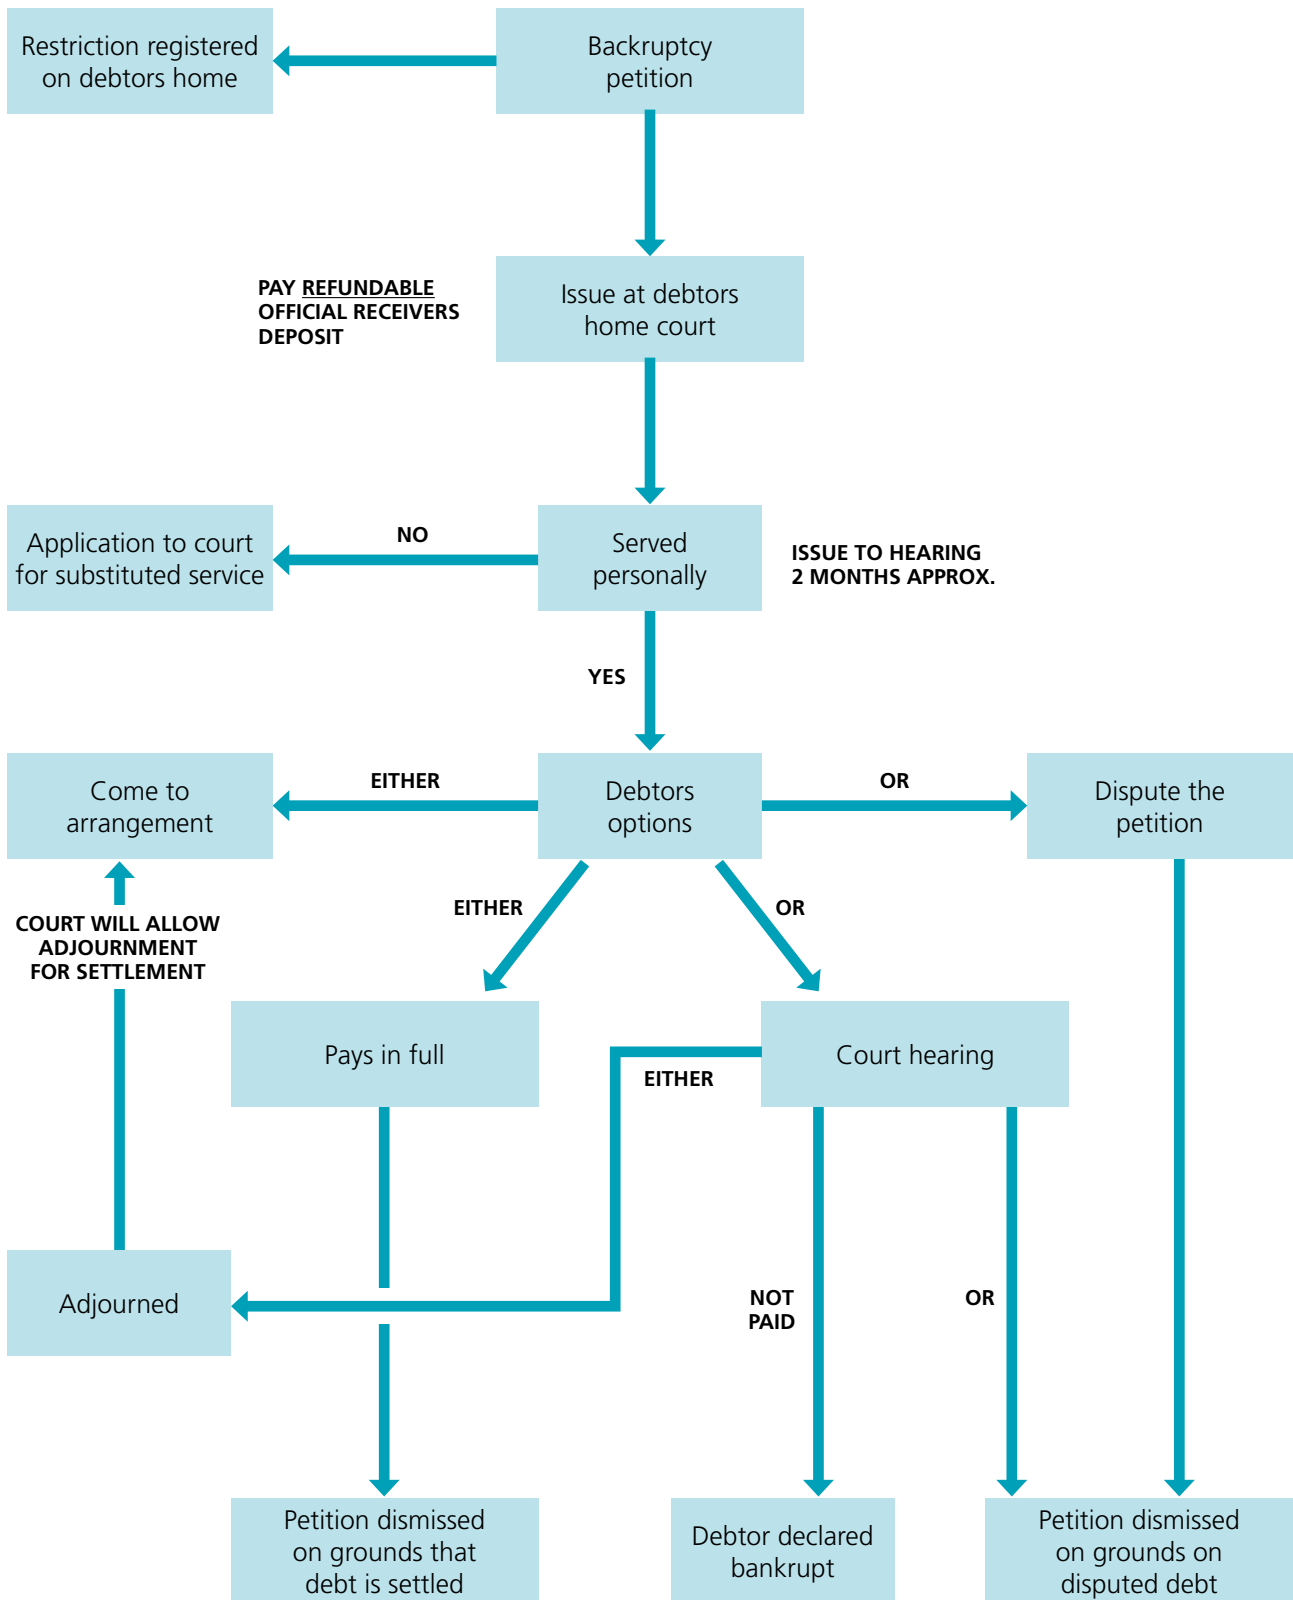 Restriction registered
on debtors home
Backruptcy
petition
PAY REFUNDABLE
OFFICIAL RECEIVERS
DEPOSIT
Issue at debtors
home court
Application to court
for substituted service
NO
Served
personally
ISSUE TO HEARING
2 MONTHS APPROX.
YES
Come to
arrangement
EITHER
Debtors
options
OR
Dispute the
petition
COURT WILL ALLOW
ADJOURNMENT
FOR SETTLEMENT
EITHER
OR
Pays in full
EITHER
Court hearing
Adjourned
NOT
PAID
OR
Petition dismissed
on grounds that
debt is settled
Debtor declared
bankrupt
Petition dismissed
on grounds on
disputed debt